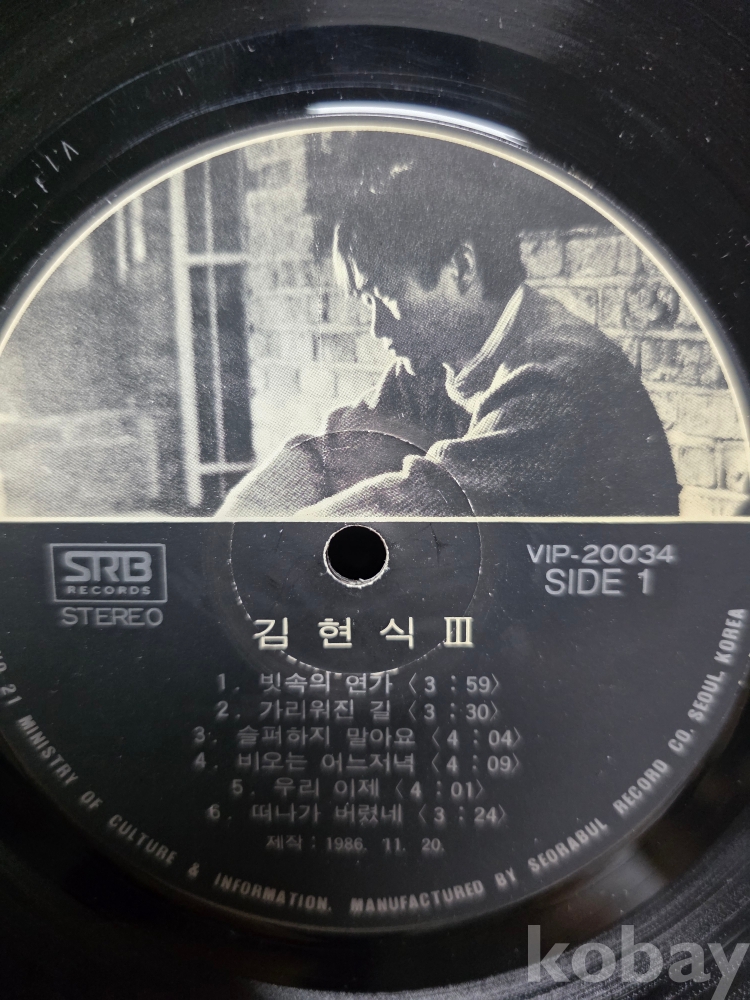 SRB
RECORDS
STEREO
VIP-20034
SIDE 1
김현식 Ⅲ
1. 빗속의 연가 〈3:59〉
2. 가리워진 길 〈3:30〉
3. 슬퍼하지 말아요 〈4:04〉
4. 비오는 어느저녁 〈4:09〉
5. 우리 이제 〈4:01〉
6. 떠나가 버렸네 〈3:24〉
제작: 1986. 11. 20.
21 MINISTRY OF CULTURE & INFORMATION. MANUFACTURED BY SEORABUL RECORD CO. SEOUL, KOREA
kobay